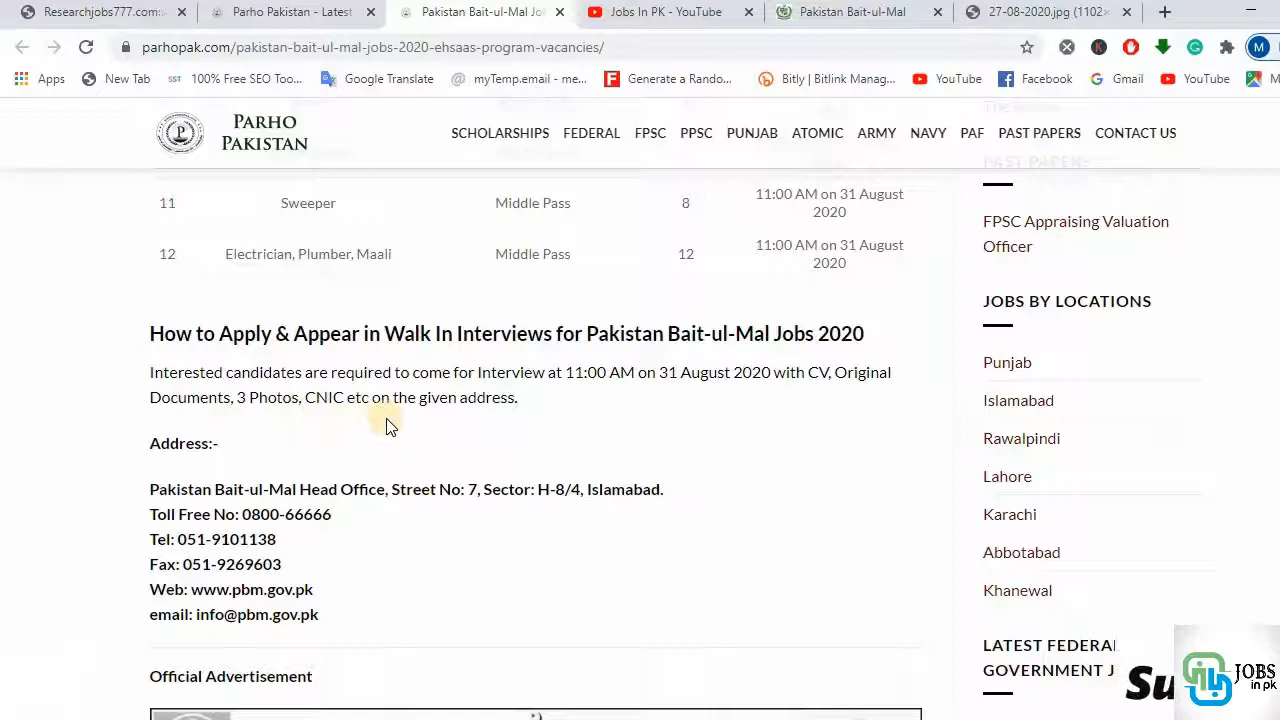 Researchjobs777.com:
Parho Pakistan - Latest
Pakistan Bait-ul-Mal Jo
Jobs In PK - YouTube
Pakistan Bait-ul-Mal
27-08-2020.jpg (1102
parhopak.com/pakistan-bait-ul-mal-jobs-2020-ehsaas-program-vacancies/
Apps
New Tab
SST 100% Free SEO Too...
Google Translate
myTemp.email - me...
Generate a Rando...
Bitly | Bitlink Manag...
YouTube
Facebook
Gmail
YouTube
M
PARHO
PAKISTAN
SCHOLARSHIPS FEDERAL FPSC PPSC PUNJAB ATOMIC ARMY NAVY PAF PAST PAPERS CONTACT US
11 Sweeper Middle Pass 8 11:00 AM on 31 August
2020
12 Electrician, Plumber, Maali Middle Pass 12 11:00 AM on 31 August
2020
How to Apply & Appear in Walk In Interviews for Pakistan Bait-ul-Mal Jobs 2020
Interested candidates are required to come for Interview at 11:00 AM on 31 August 2020 with CV, Original
Documents, 3 Photos, CNIC etc on the given address.
Address:-
Pakistan Bait-ul-Mal Head Office, Street No: 7, Sector: H-8/4, Islamabad.
Toll Free No: 0800-66666
Tel: 051-9101138
Fax: 051-9269603
Web: www.pbm.gov.pk
email: info@pbm.gov.pk
Official Advertisement
PAST PAPERS
FPSC Appraising Valuation
Officer
JOBS BY LOCATIONS
Punjab
Islamabad
Rawalpindi
Lahore
Karachi
Abbotabad
Khanewal
LATEST FEDERAL
GOVERNMENT J
Su
JOBS
in pk